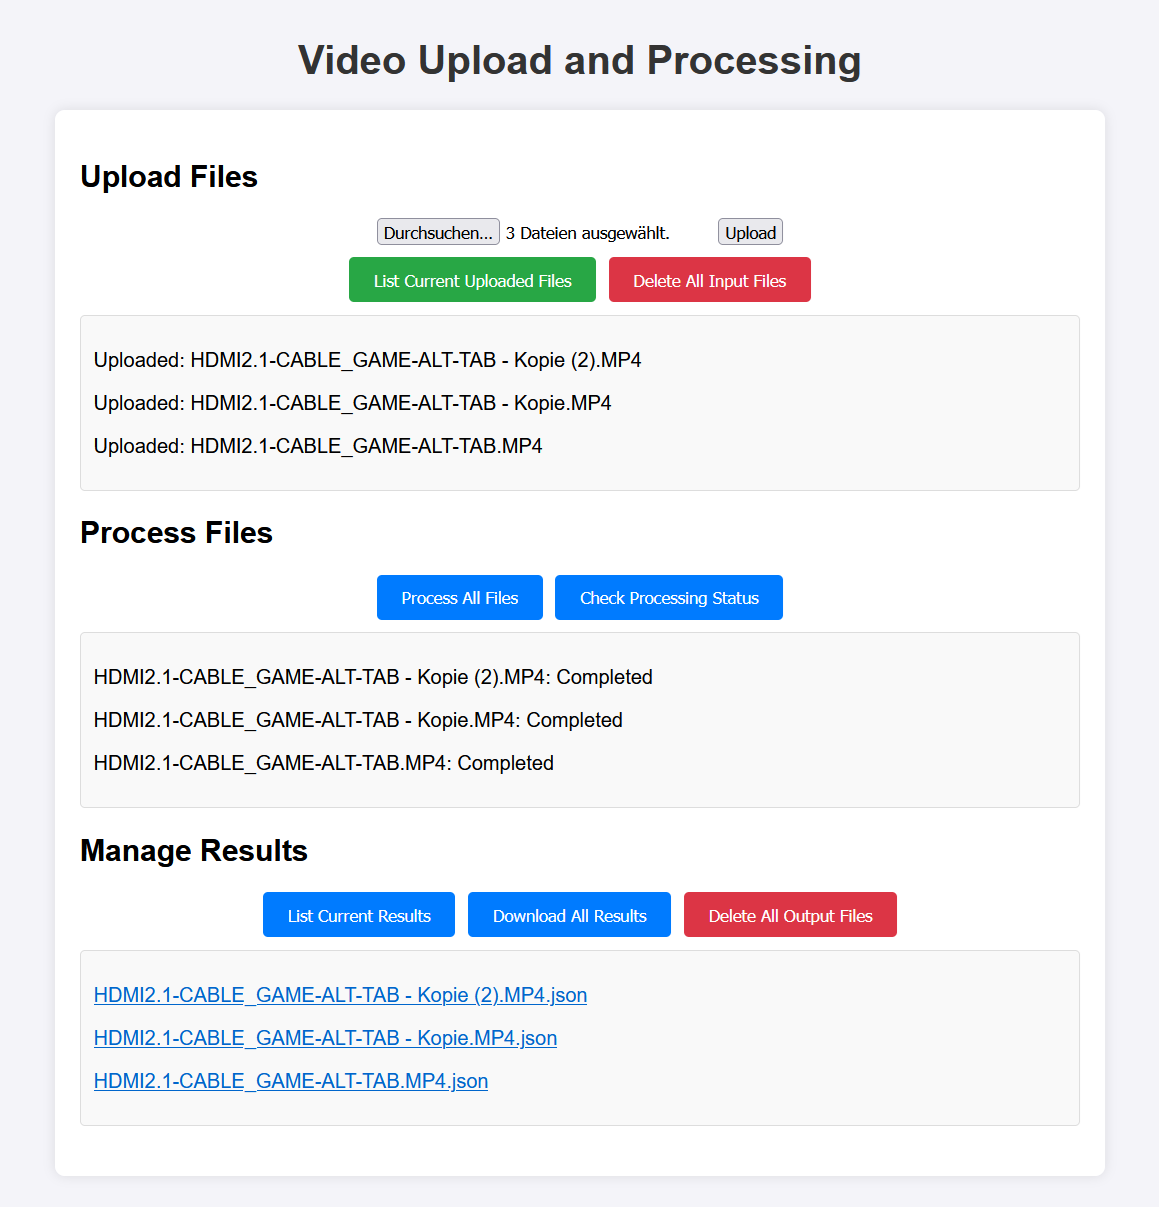 Video Upload and Processing
Upload Files
Durchsuchen... 3 Dateien ausgewählt. Upload
List Current Uploaded Files Delete All Input Files
Uploaded: HDMI2.1-CABLE_GAME-ALT-TAB - Kopie (2).MP4
Uploaded: HDMI2.1-CABLE_GAME-ALT-TAB - Kopie.MP4
Uploaded: HDMI2.1-CABLE_GAME-ALT-TAB.MP4
Process Files
Process All Files Check Processing Status
HDMI2.1-CABLE_GAME-ALT-TAB - Kopie (2).MP4: Completed
HDMI2.1-CABLE_GAME-ALT-TAB - Kopie.MP4: Completed
HDMI2.1-CABLE_GAME-ALT-TAB.MP4: Completed
Manage Results
List Current Results Download All Results Delete All Output Files
HDMI2.1-CABLE_GAME-ALT-TAB - Kopie (2).MP4.json
HDMI2.1-CABLE_GAME-ALT-TAB - Kopie.MP4.json
HDMI2.1-CABLE_GAME-ALT-TAB.MP4.json